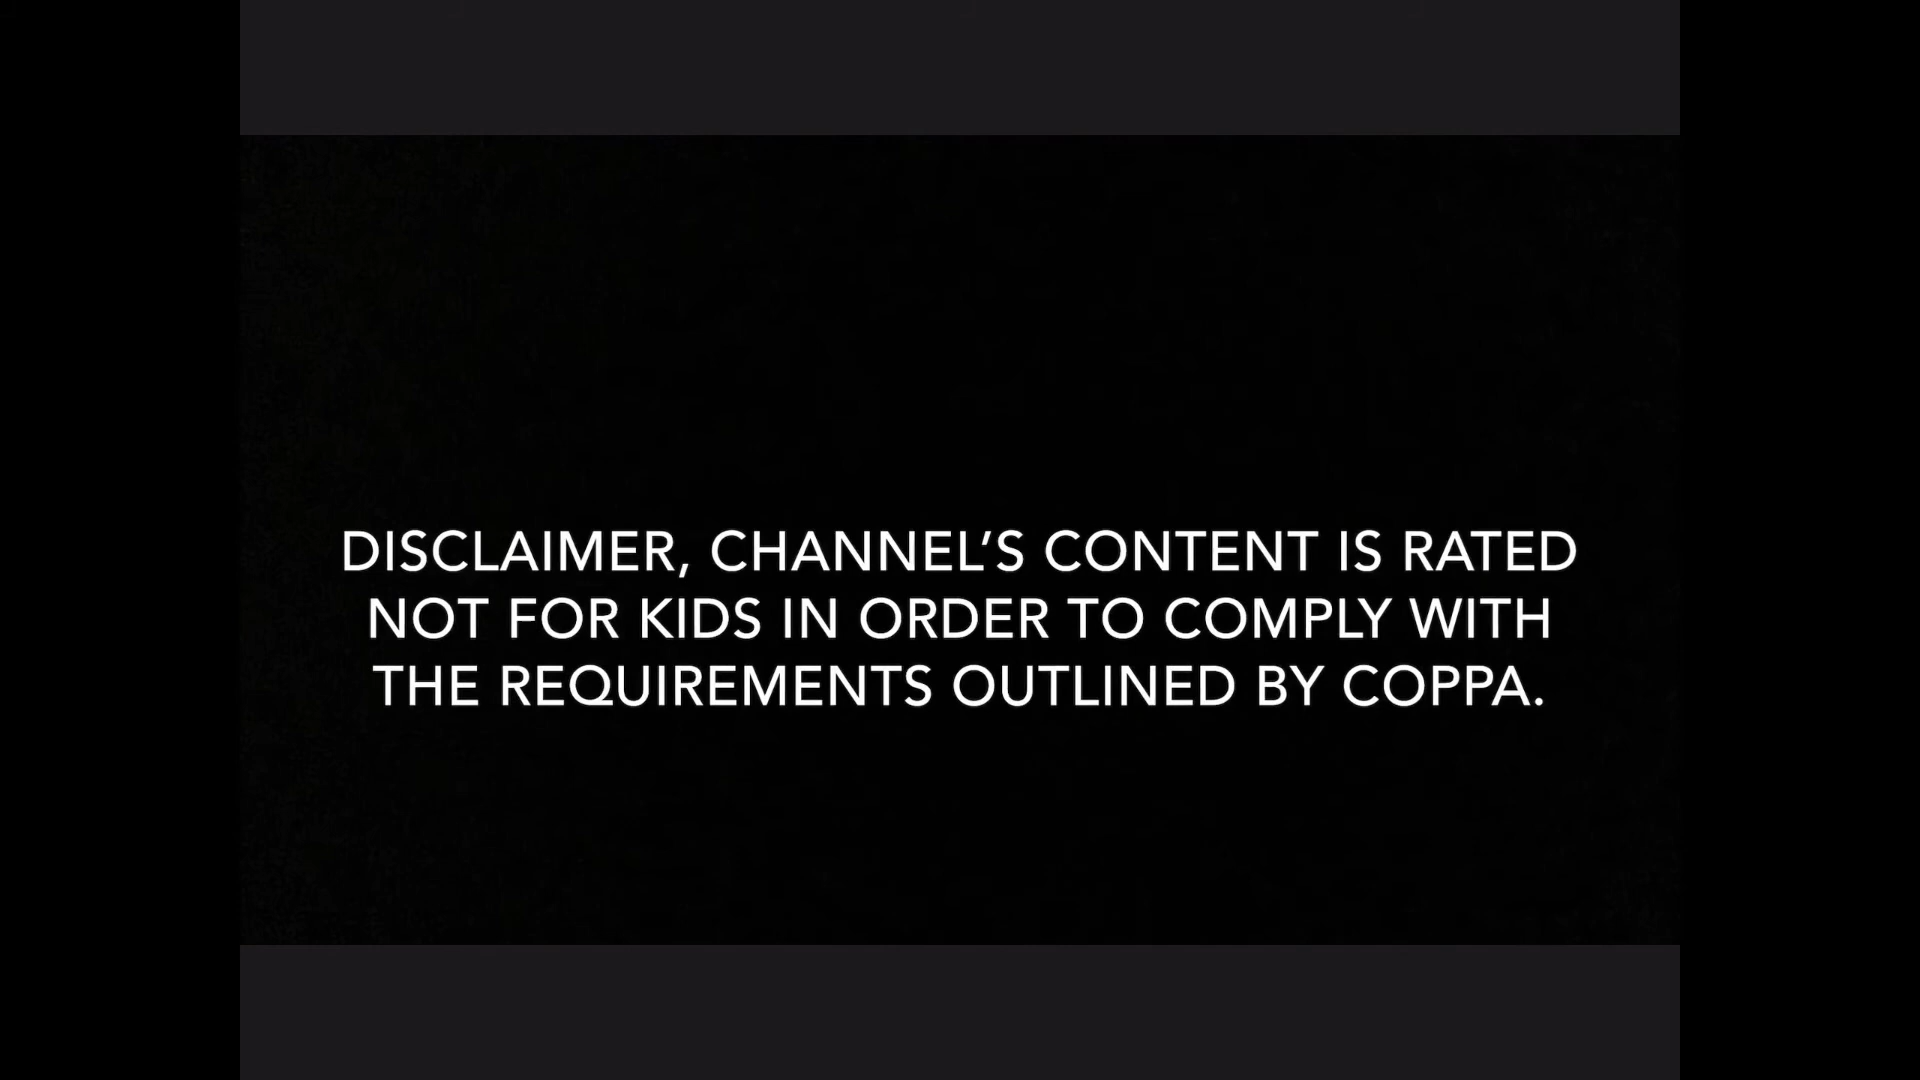 DISCLAIMER, CHANNEL’S CONTENT IS RATED
NOT FOR KIDS IN ORDER TO COMPLY WITH
THE REQUIREMENTS OUTLINED BY COPPA.